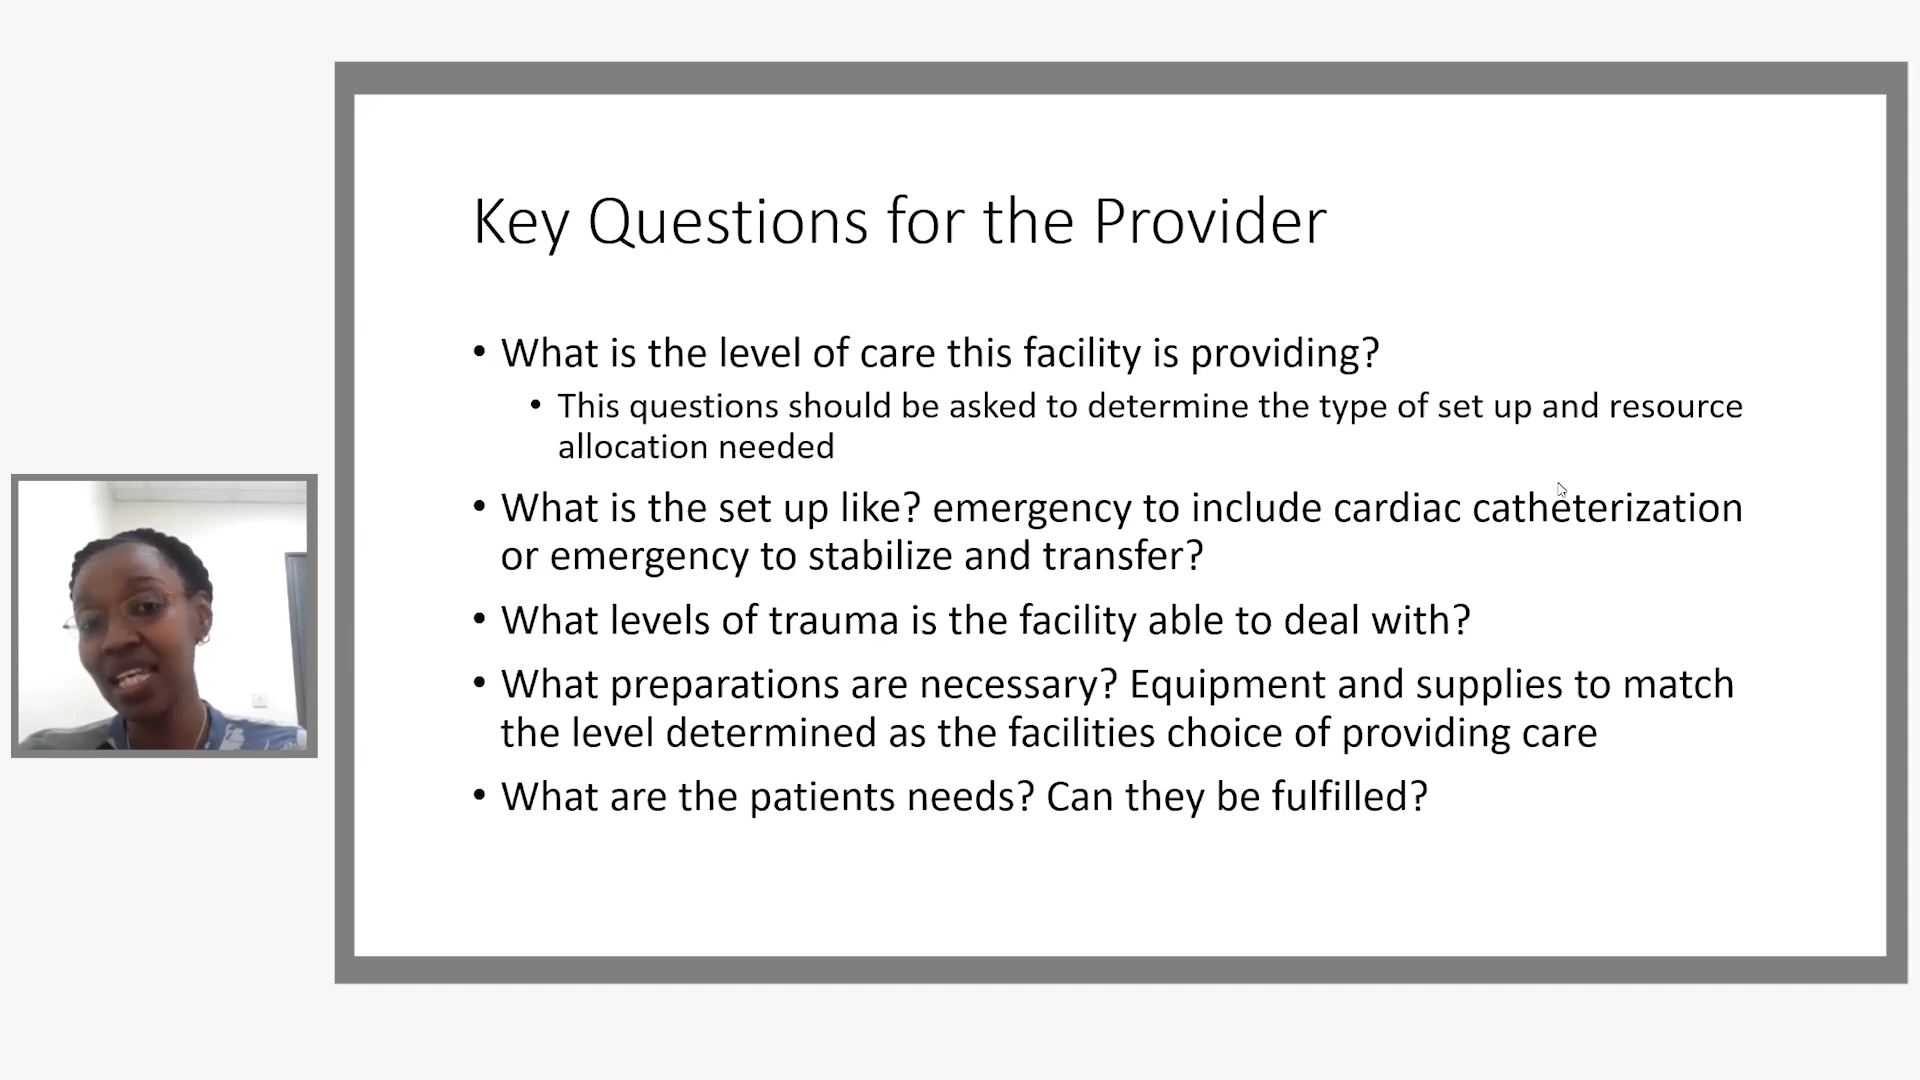 Key Questions for the Provider
• What is the level of care this facility is providing?
• This questions should be asked to determine the type of set up and resource
allocation needed
• What is the set up like? emergency to include cardiac catheterization
or emergency to stabilize and transfer?
• What levels of trauma is the facility able to deal with?
• What preparations are necessary? Equipment and supplies to match
the level determined as the facilities choice of providing care
• What are the patients needs? Can they be fulfilled?